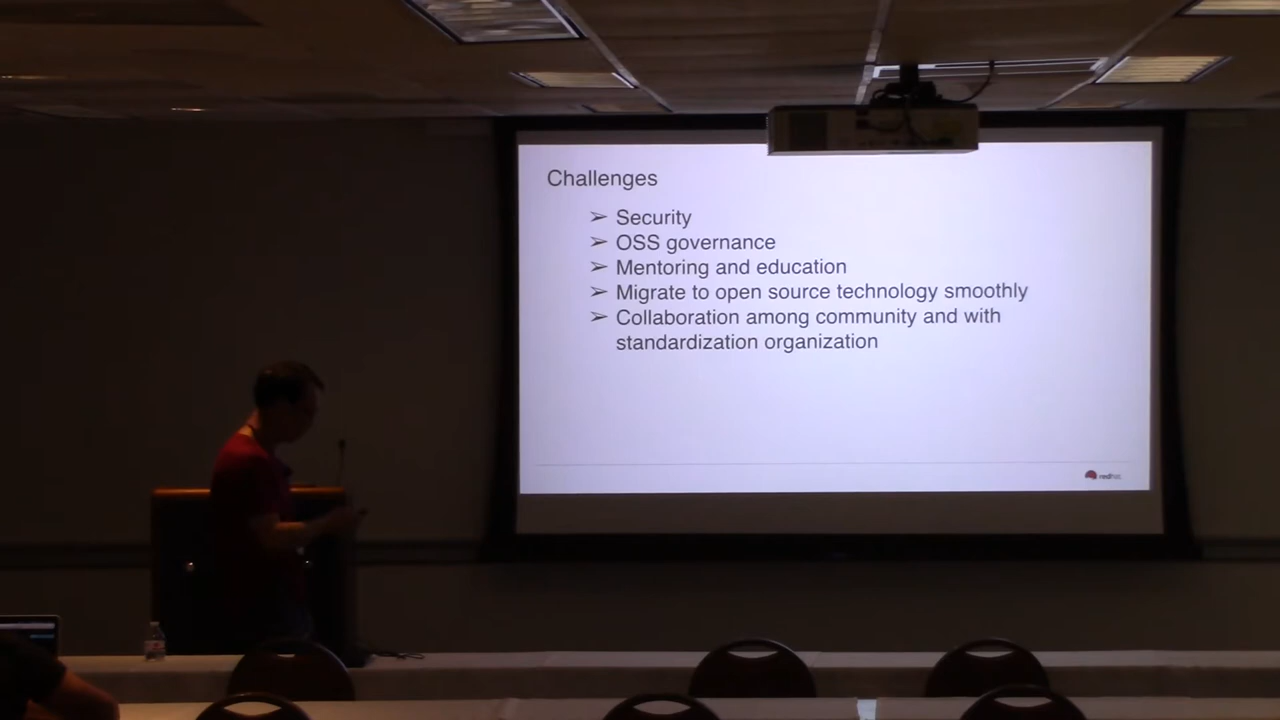 Challenges
➢ Security
➢ OSS governance
➢ Mentoring and education
➢ Migrate to open source technology smoothly
➢ Collaboration among community and with
standardization organization
redhat.